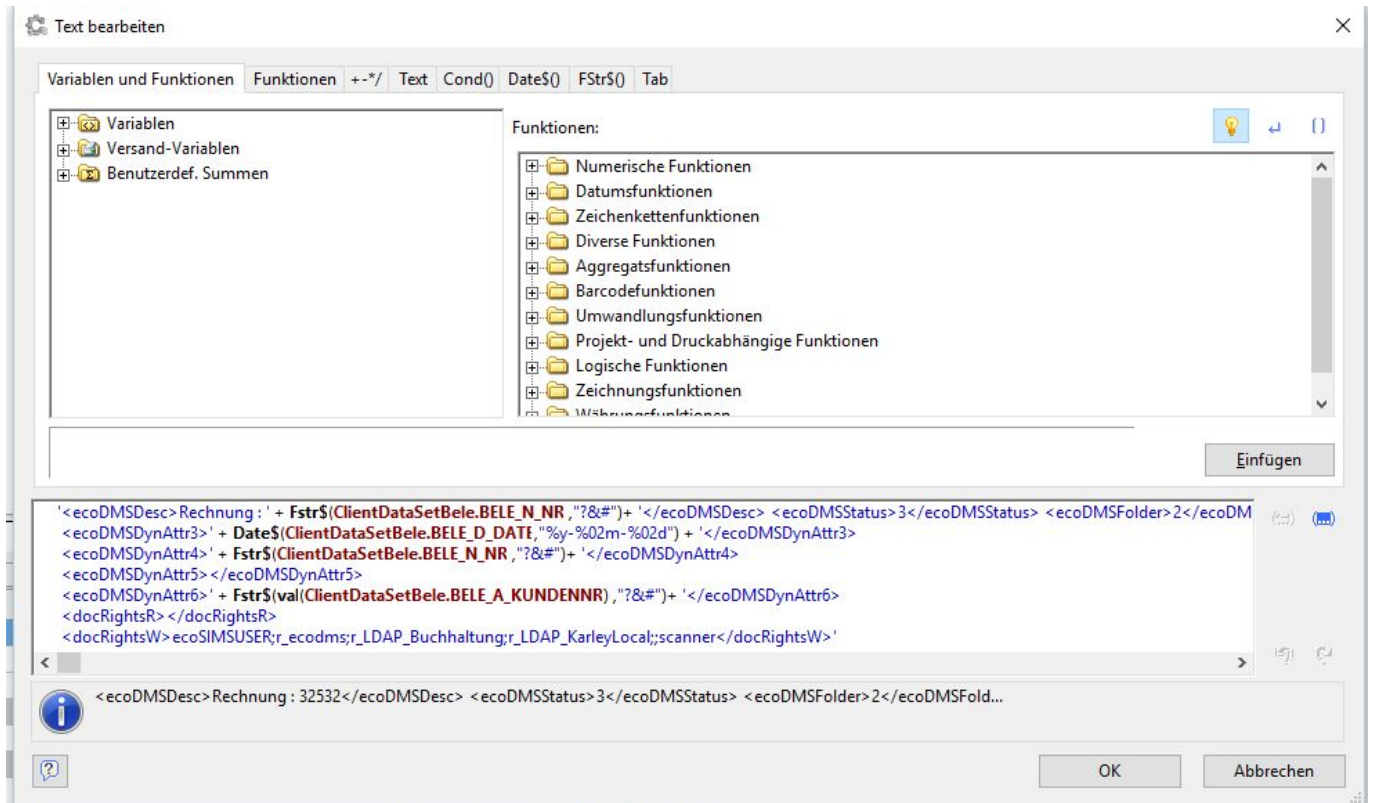 Text bearbeiten
Variablen und Funktionen Funktionen +-*/ Text Cond() Date$() FStr$() Tab
Variablen
Versand-Variablen
Benutzerdef. Summen
Funktionen:
Numerische Funktionen
Datumsfunktionen
Zeichenkettenfunktionen
Diverse Funktionen
Aggregatsfunktionen
Barcodefunktionen
Umwandlungsfunktionen
Projekt- und Druckabhängige Funktionen
Logische Funktionen
Zeichnungsfunktionen
Währungsfunktionen
Einfügen
'<ecoDMSDesc>Rechnung : ' + Fstr$(ClientDataSetBele.BELE_N_NR ,"?&#")+ '</ecoDMSDesc> <ecoDMSStatus>3</ecoDMSStatus> <ecoDMSFolder>2</ecoDM
<ecoDMSDynAttr3>' + Date$(ClientDataSetBele.BELE_D_DATE,"%y-%02m-%02d") + '</ecoDMSDynAttr3>
<ecoDMSDynAttr4>' + Fstr$(ClientDataSetBele.BELE_N_NR ,"?&#")+ '</ecoDMSDynAttr4>
<ecoDMSDynAttr5></ecoDMSDynAttr5>
<ecoDMSDynAttr6>' + Fstr$(val(ClientDataSetBele.BELE_A_KUNDENNR) ,"?&#")+ '</ecoDMSDynAttr6>
<docRightsR></docRightsR>
<docRightsW>ecoSIMSUSER;r_ecodms;r_LDAP_Buchhaltung;r_LDAP_KarleyLocal;;scanner</docRightsW>'
<ecoDMSDesc>Rechnung : 32532</ecoDMSDesc> <ecoDMSStatus>3</ecoDMSStatus> <ecoDMSFolder>2</ecoDMSFold...
OK Abbrechen